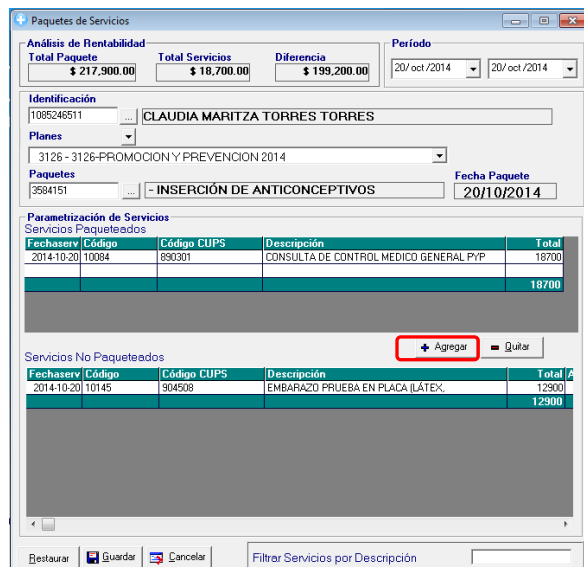 Paquetes de Servicios
Análisis de Rentabilidad
Período
Total Paquete Total Servicios Diferencia
$ 217,900.00 $ 18,700.00 $ 199,200.00 20/ oct /2014 20/ oct /2014
Identificación
1085246511 ... CLAUDIA MARITZA TORRES TORRES
Planes
3126 - 3126-PROMOCION Y PREVENCION 2014
Paquetes Fecha Paquete
3584151 ... - INSERCIÓN DE ANTICONCEPTIVOS 20/10/2014
Parametrización de Servicios
Servicios Paqueteados
Fechaserv Código Código CUPS Descripción Total
2014-10-20 10084 890301 CONSULTA DE CONTROL MEDICO GENERAL PYP 18700
18700
+ Agregar - Quitar
Servicios No Paqueteados
Fechaserv Código Código CUPS Descripción Total A
2014-10-20 10145 904508 EMBARAZO PRUEBA EN PLACA (LÁTEX, 12900
12900
Restaurar Guardar Cancelar Filtrar Servicios por Descripción